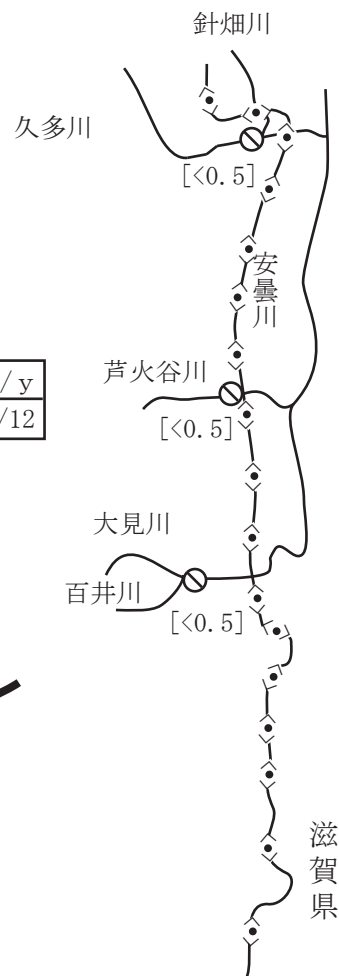 針畑川
久多川
[<0.5]
安曇川
/y
/12
芦火谷川
[<0.5]
大見川
百井川
[<0.5]
滋賀県